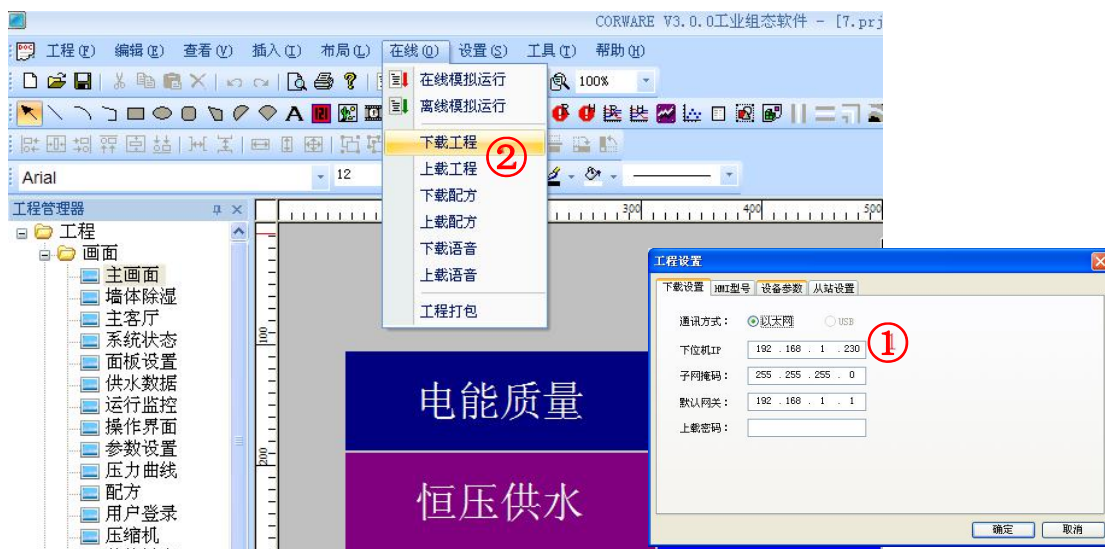 CORWARE V3.0.0工业组态软件 - [7.prj
工程(F) 编辑(E) 查看(V) 插入(I) 布局(L) 在线(O) 设置(S) 工具(T) 帮助(H)
100%
Arial 12
在线模拟运行
离线模拟运行
下载工程
②
上载工程
下载配方
上载配方
下载语音
上载语音
工程打包
工程管理器
工程
画面
主画面
墙体除湿
主客厅
系统状态
面板设置
供水数据
运行监控
操作界面
参数设置
压力曲线
配方
用户登录
压缩机
300 400 500
100
200
电能质量
恒压供水
工程设置
下载设置 HMI型号 设备参数 从站设置
通讯方式： 以太网 USB
下位机IP 192 . 168 . 1 . 230
①
子网掩码： 255 . 255 . 255 . 0
默认网关： 192 . 168 . 1 . 1
上载密码：
确定 取消